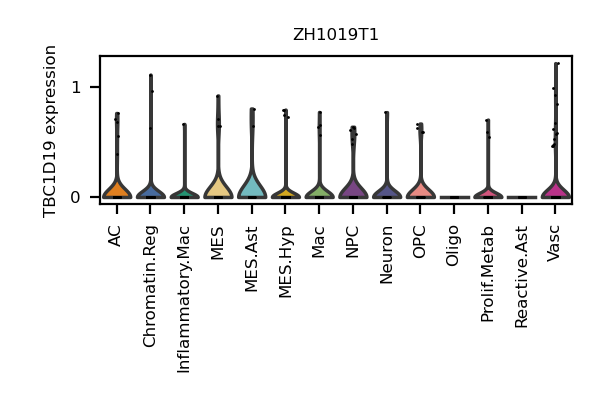 ZH1019T1
TBC1D19 expression
1
0
AC
Chromatin.Reg
Inflammatory.Mac
MES
MES.Ast
MES.Hyp
Mac
NPC
Neuron
OPC
Oligo
Prolif.Metab
Reactive.Ast
Vasc